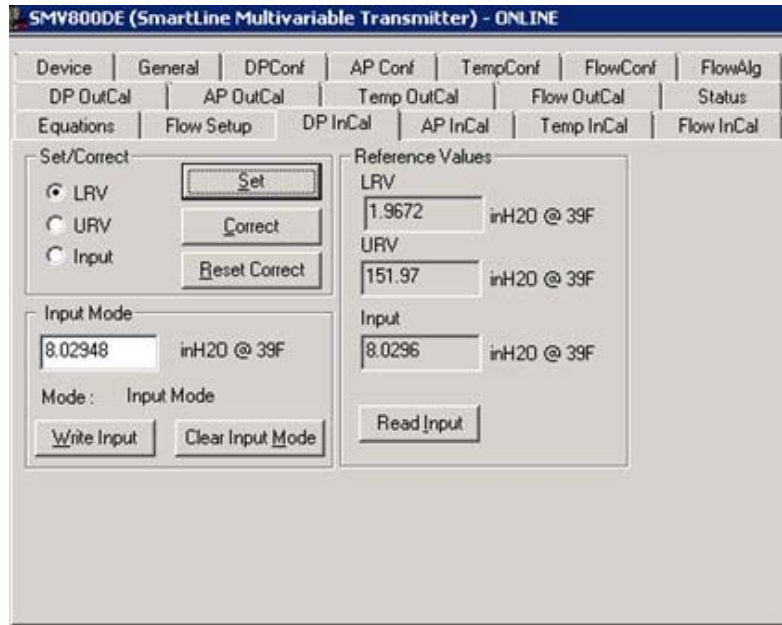 SMV800DE (SmartLine Multivariable Transmitter) - ONLINE
Device General DPConf AP Conf TempConf FlowConf FlowAlg
DP OutCal AP OutCal Temp OutCal Flow OutCal Status
Equations Flow Setup DP InCal AP InCal Temp InCal Flow InCal
Set/Correct
LRV
URV
Input
Set
Correct
Reset Correct
Input Mode
8.02948 inH2O @ 39F
Mode : Input Mode
Write Input Clear Input Mode
Reference Values
LRV
1.9672 inH2O @ 39F
URV
151.97 inH2O @ 39F
Input
8.0296 inH2O @ 39F
Read Input